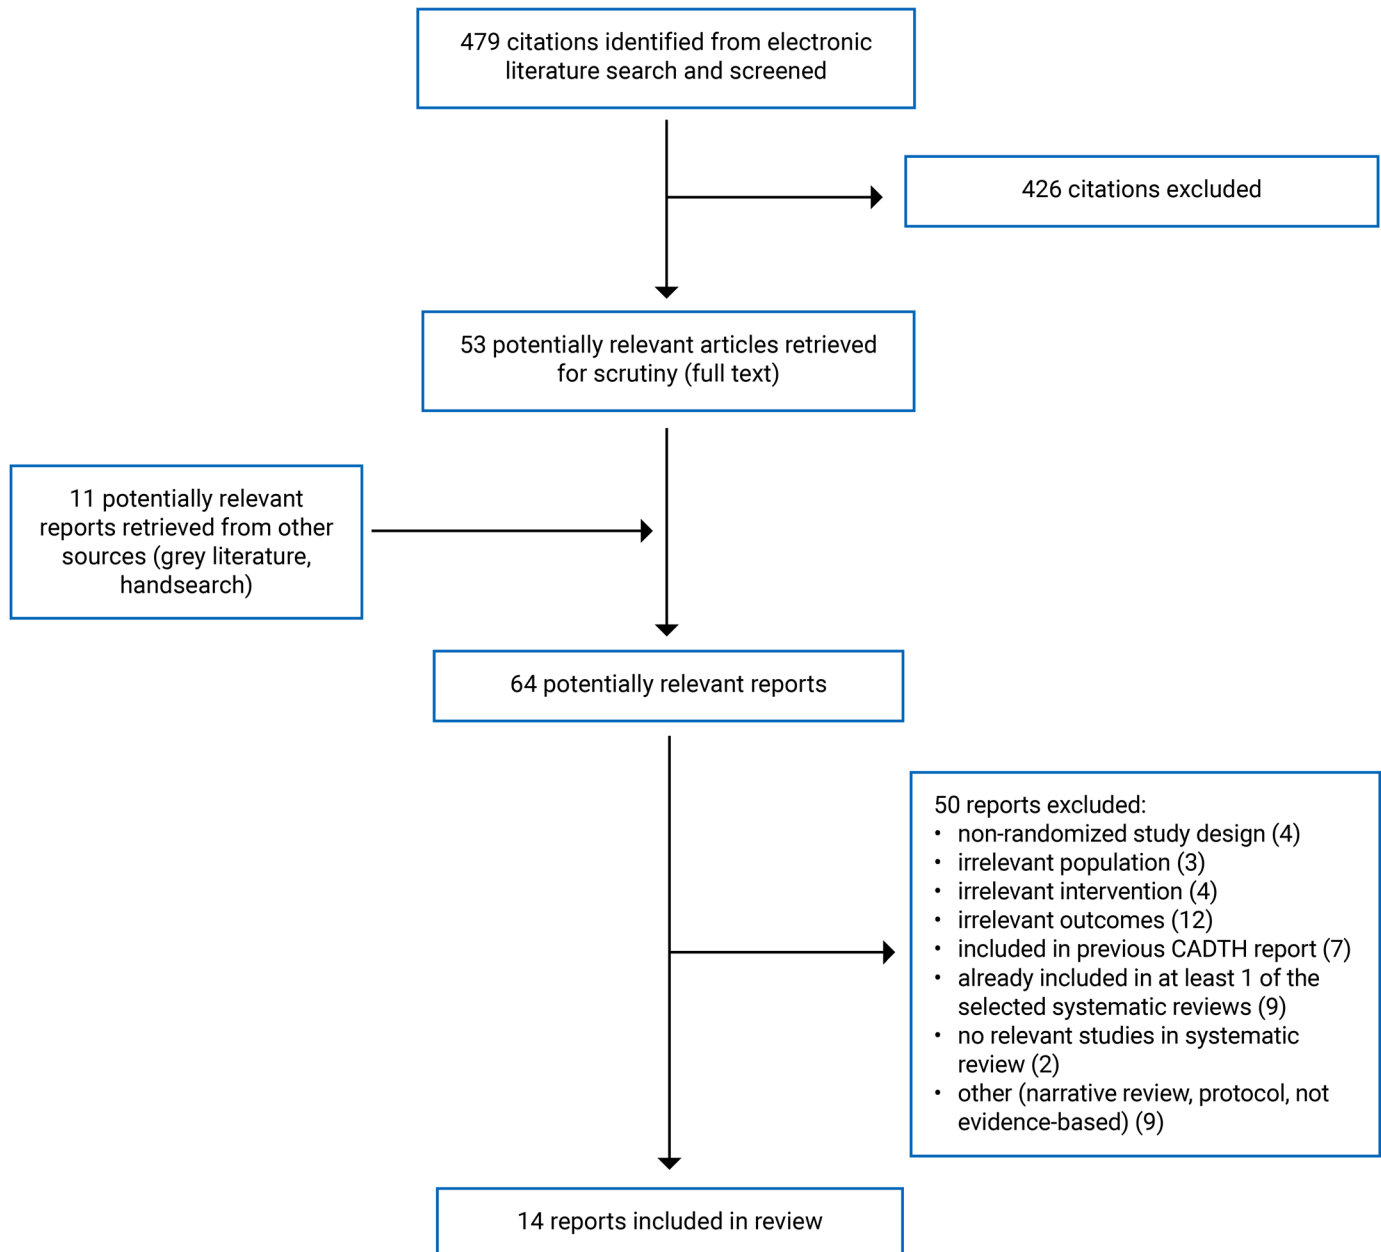 479 citations identified from electronic
literature search and screened
426 citations excluded
53 potentially relevant articles retrieved
for scrutiny (full text)
11 potentially relevant
reports retrieved from other
sources (grey literature,
handsearch)
64 potentially relevant reports
50 reports excluded:
• non-randomized study design (4)
• irrelevant population (3)
• irrelevant intervention (4)
• irrelevant outcomes (12)
• included in previous CADTH report (7)
• already included in at least 1 of the
selected systematic reviews (9)
• no relevant studies in systematic
review (2)
• other (narrative review, protocol, not
evidence-based) (9)
14 reports included in review